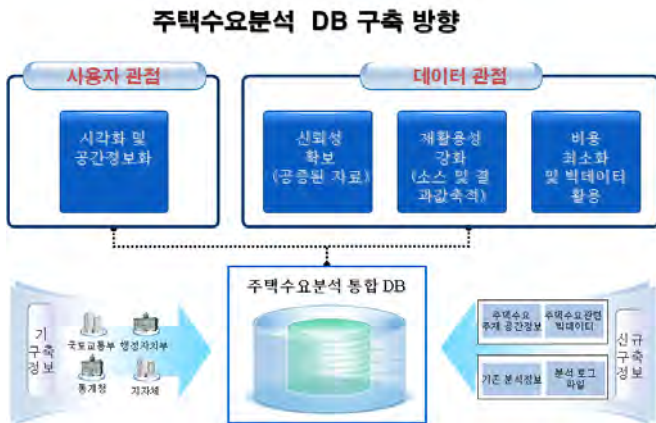 주택수요분석 DB 구축 방향
사용자 관점
데이터 관점
시각화 및
공간정보화
신뢰성
확보
(공증된 자료)
재활용성
강화
(소스 및 결
과값축적)
비용
최소화
및 빅데이터
활용
주택수요분석 통합 DB
기
구축
정보
국토교통부 행정자치부
통계청 지자체
주택수요
주제 공간정보
주택수요관련
빅데이터
기존 분석정보
분석 로그
파일
신규
구축
정보